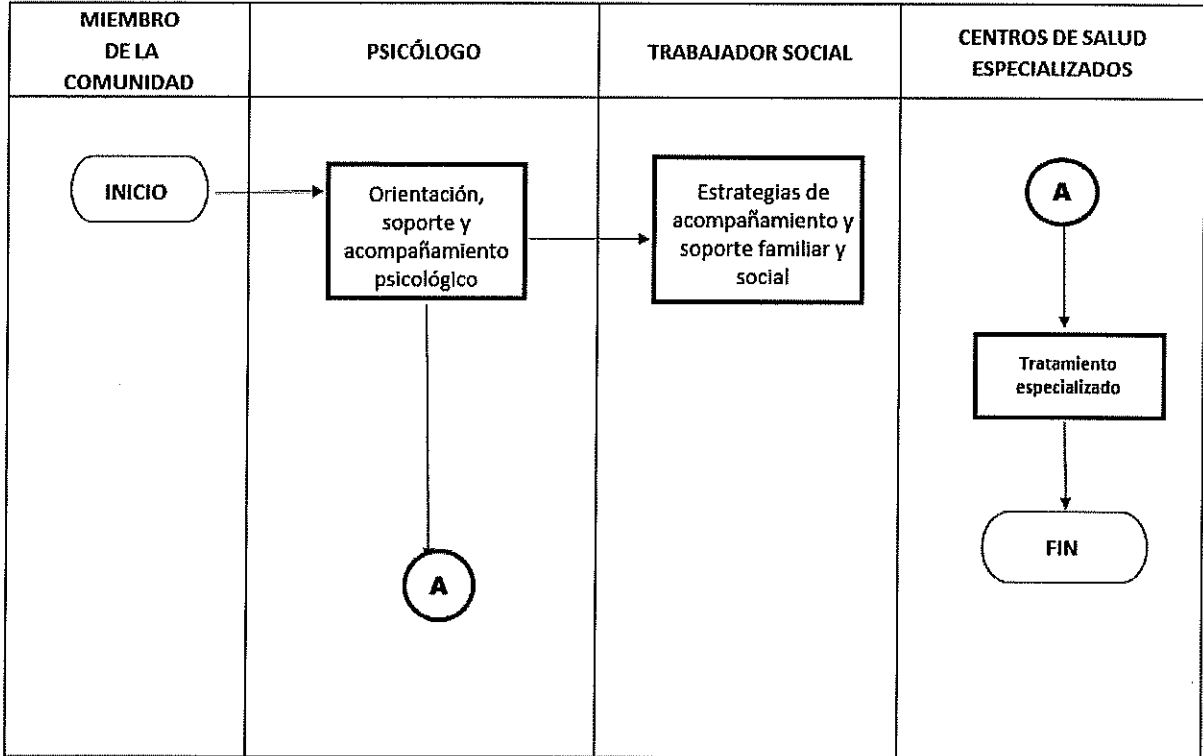 MIEMBRO
DE LA
COMUNIDAD
PSICÓLOGO
TRABAJADOR SOCIAL
CENTROS DE SALUD
ESPECIALIZADOS
INICIO
Orientación,
soporte y
acompañamiento
psicológico
Estrategias de
acompañamiento y
soporte familiar y
social
A
Tratamiento
especializado
FIN
A